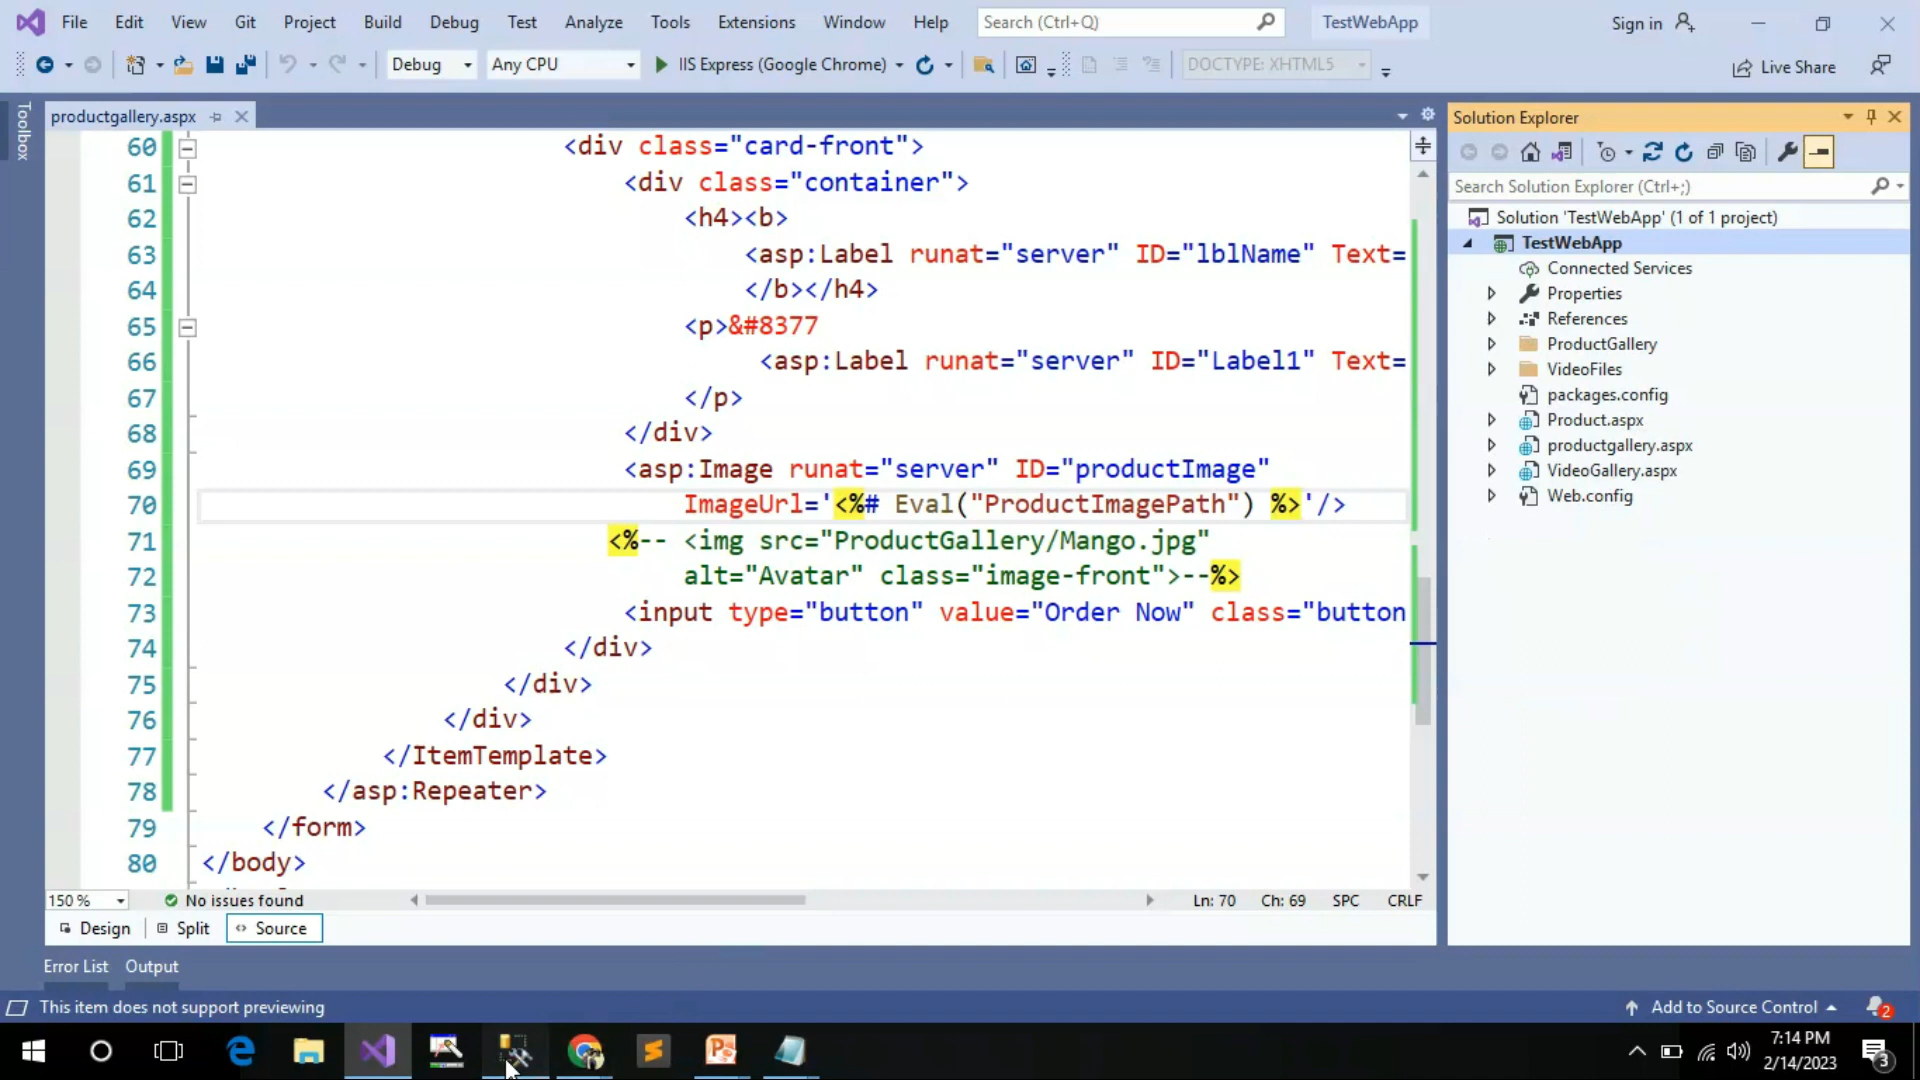 File Edit View Git Project Build Debug Test Analyze Tools Extensions Window Help Search (Ctrl+Q) TestWebApp Sign in
Debug Any CPU IIS Express (Google Chrome) DOCTYPE: XHTML5 Live Share
Toolbox
productgallery.aspx
60 <div class="card-front">
61 <div class="container">
62 <h4><b>
63 <asp:Label runat="server" ID="lblName" Text=
64 </b></h4>
65 <p>&#8377
66 <asp:Label runat="server" ID="Label1" Text=
67 </p>
68 </div>
69 <asp:Image runat="server" ID="productImage"
70 ImageUrl='<%# Eval("ProductImagePath") %>'/>
71 <%-- <img src="ProductGallery/Mango.jpg"
72 alt="Avatar" class="image-front">--%>
73 <input type="button" value="Order Now" class="button
74 </div>
75 </div>
76 </div>
77 </ItemTemplate>
78 </asp:Repeater>
79 </form>
80 </body>
150 % No issues found Ln: 70 Ch: 69 SPC CRLF
Design Split Source
Solution Explorer
Search Solution Explorer (Ctrl+;)
Solution 'TestWebApp' (1 of 1 project)
TestWebApp
Connected Services
Properties
References
ProductGallery
VideoFiles
packages.config
Product.aspx
productgallery.aspx
VideoGallery.aspx
Web.config
Error List Output
This item does not support previewing Add to Source Control 2
7:14 PM
2/14/2023
3